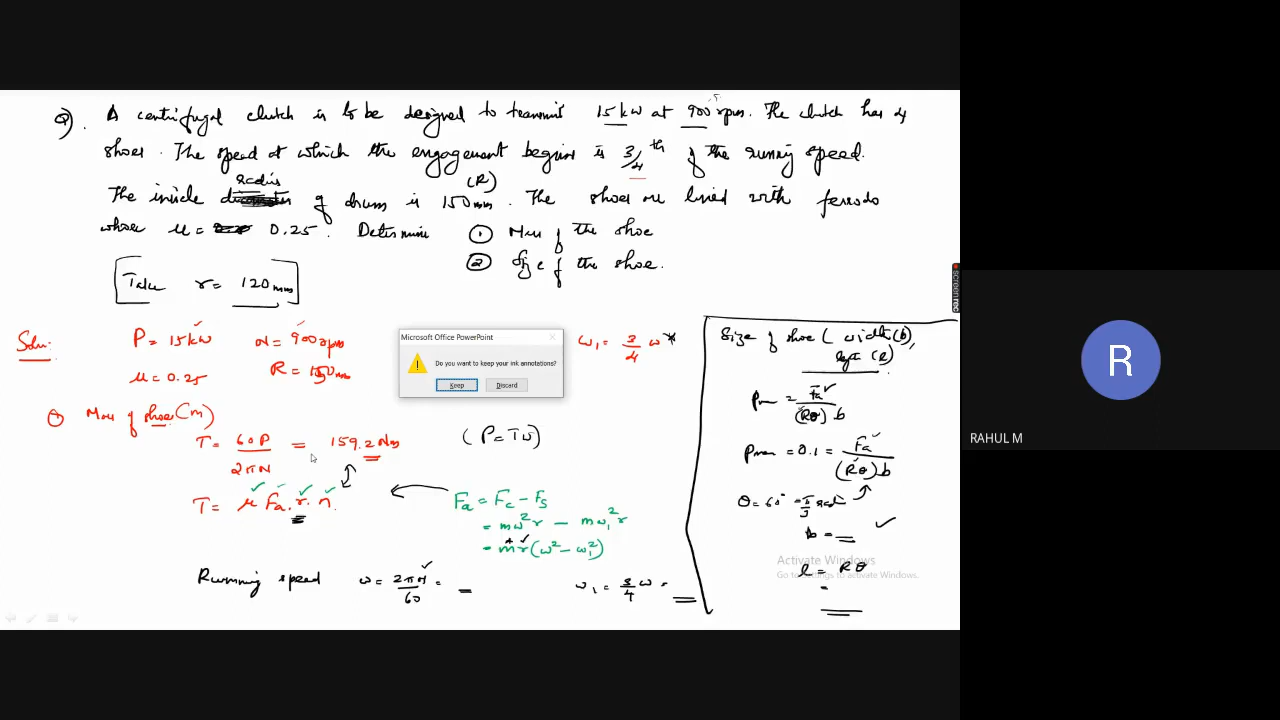 Q). A centrifugal clutch is to be designed to transmit 15 kW at 900 rpm. The clutch has 4
shoes. The speed at which the engagement begins is 3/4 th of the running speed.
The inside radius of drum is 150 mm (R). The shoes are lined with ferrodo
whose μ = 0.25. Determine ① Mass of the shoe
② Size of the shoe.
[Take r = 120 mm]
Soln: P = 15 kW N = 900 rpm ω₁ = 3/4 ω
μ = 0.25 R = 150 mm
Microsoft Office PowerPoint
Do you want to keep your ink annotations?
Keep Discard
① Mass of shoe (m)
T = 60P / 2πN = 159.2 Nm (P = Tω)
T = μ Fa. r. n.
Fa = Fc - Fs
= mω²r - mω₁²r
= mr(ω² - ω₁²)
Running speed ω = 2πN / 60 = ω₁ = 3/4 ω =
Size of shoe ( width (b),
(l)
= Fa / (Rθ) b
= 0.1 = Fa / (Rθ) b
θ = 60° = π/3 rad
b =
l = Rθ
=
Activate Windows
Go to Settings to activate Windows.
screenrec
R
RAHUL M